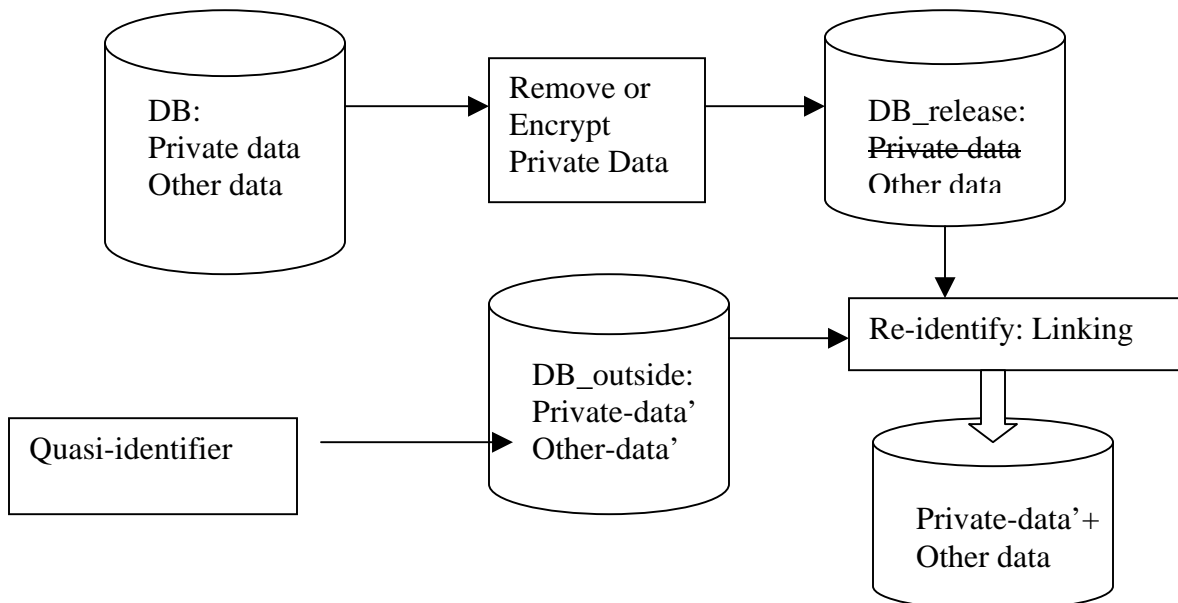 DB:
Private data
Other data
Remove or
Encrypt
Private Data
DB_release:
Private data
Other data
Re-identify: Linking
DB_outside:
Private-data’
Other-data’
Quasi-identifier
Private-data’+
Other data